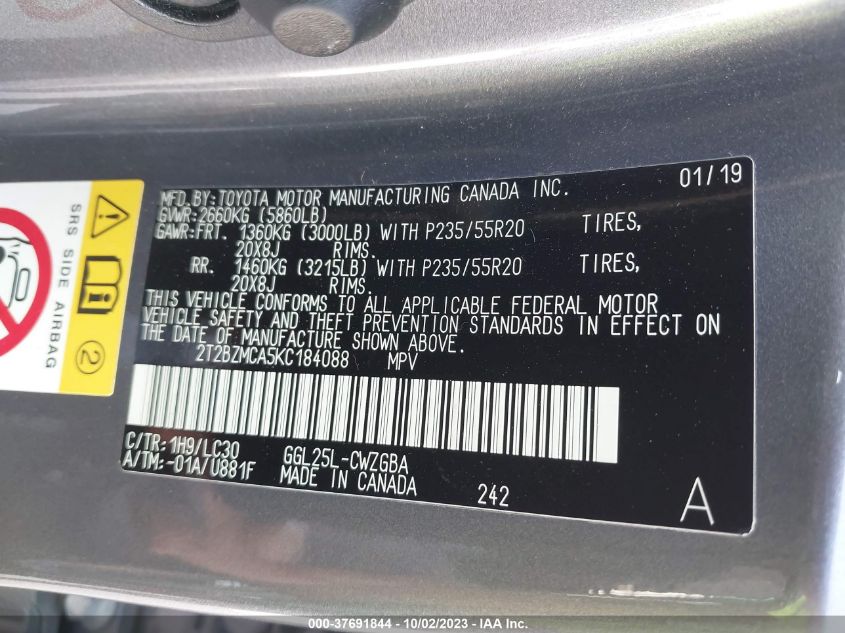 MFD.BY:TOYOTA MOTOR MANUFACTURING CANADA INC. 01/19
GVWR:2660KG (5860LB)
GAWR:FRT. 1360KG (3000LB) WITH P235/55R20 TIRES,
20X8J RIMS.
RR. 1460KG (3215LB) WITH P235/55R20 TIRES,
20X8J RIMS.
THIS VEHICLE CONFORMS TO ALL APPLICABLE FEDERAL MOTOR
VEHICLE SAFETY AND THEFT PREVENTION STANDARDS IN EFFECT ON
THE DATE OF MANUFACTURE SHOWN ABOVE.
2T2BZMCA5KC184088 MPV
C/TR:1H9/LC30 GGL25L-CWZGBA
A/TM:-01A/U881F MADE IN CANADA 242 A
SRS SIDE AIRBAG
2
000-37691844 - 10/02/2023 - IAA Inc.